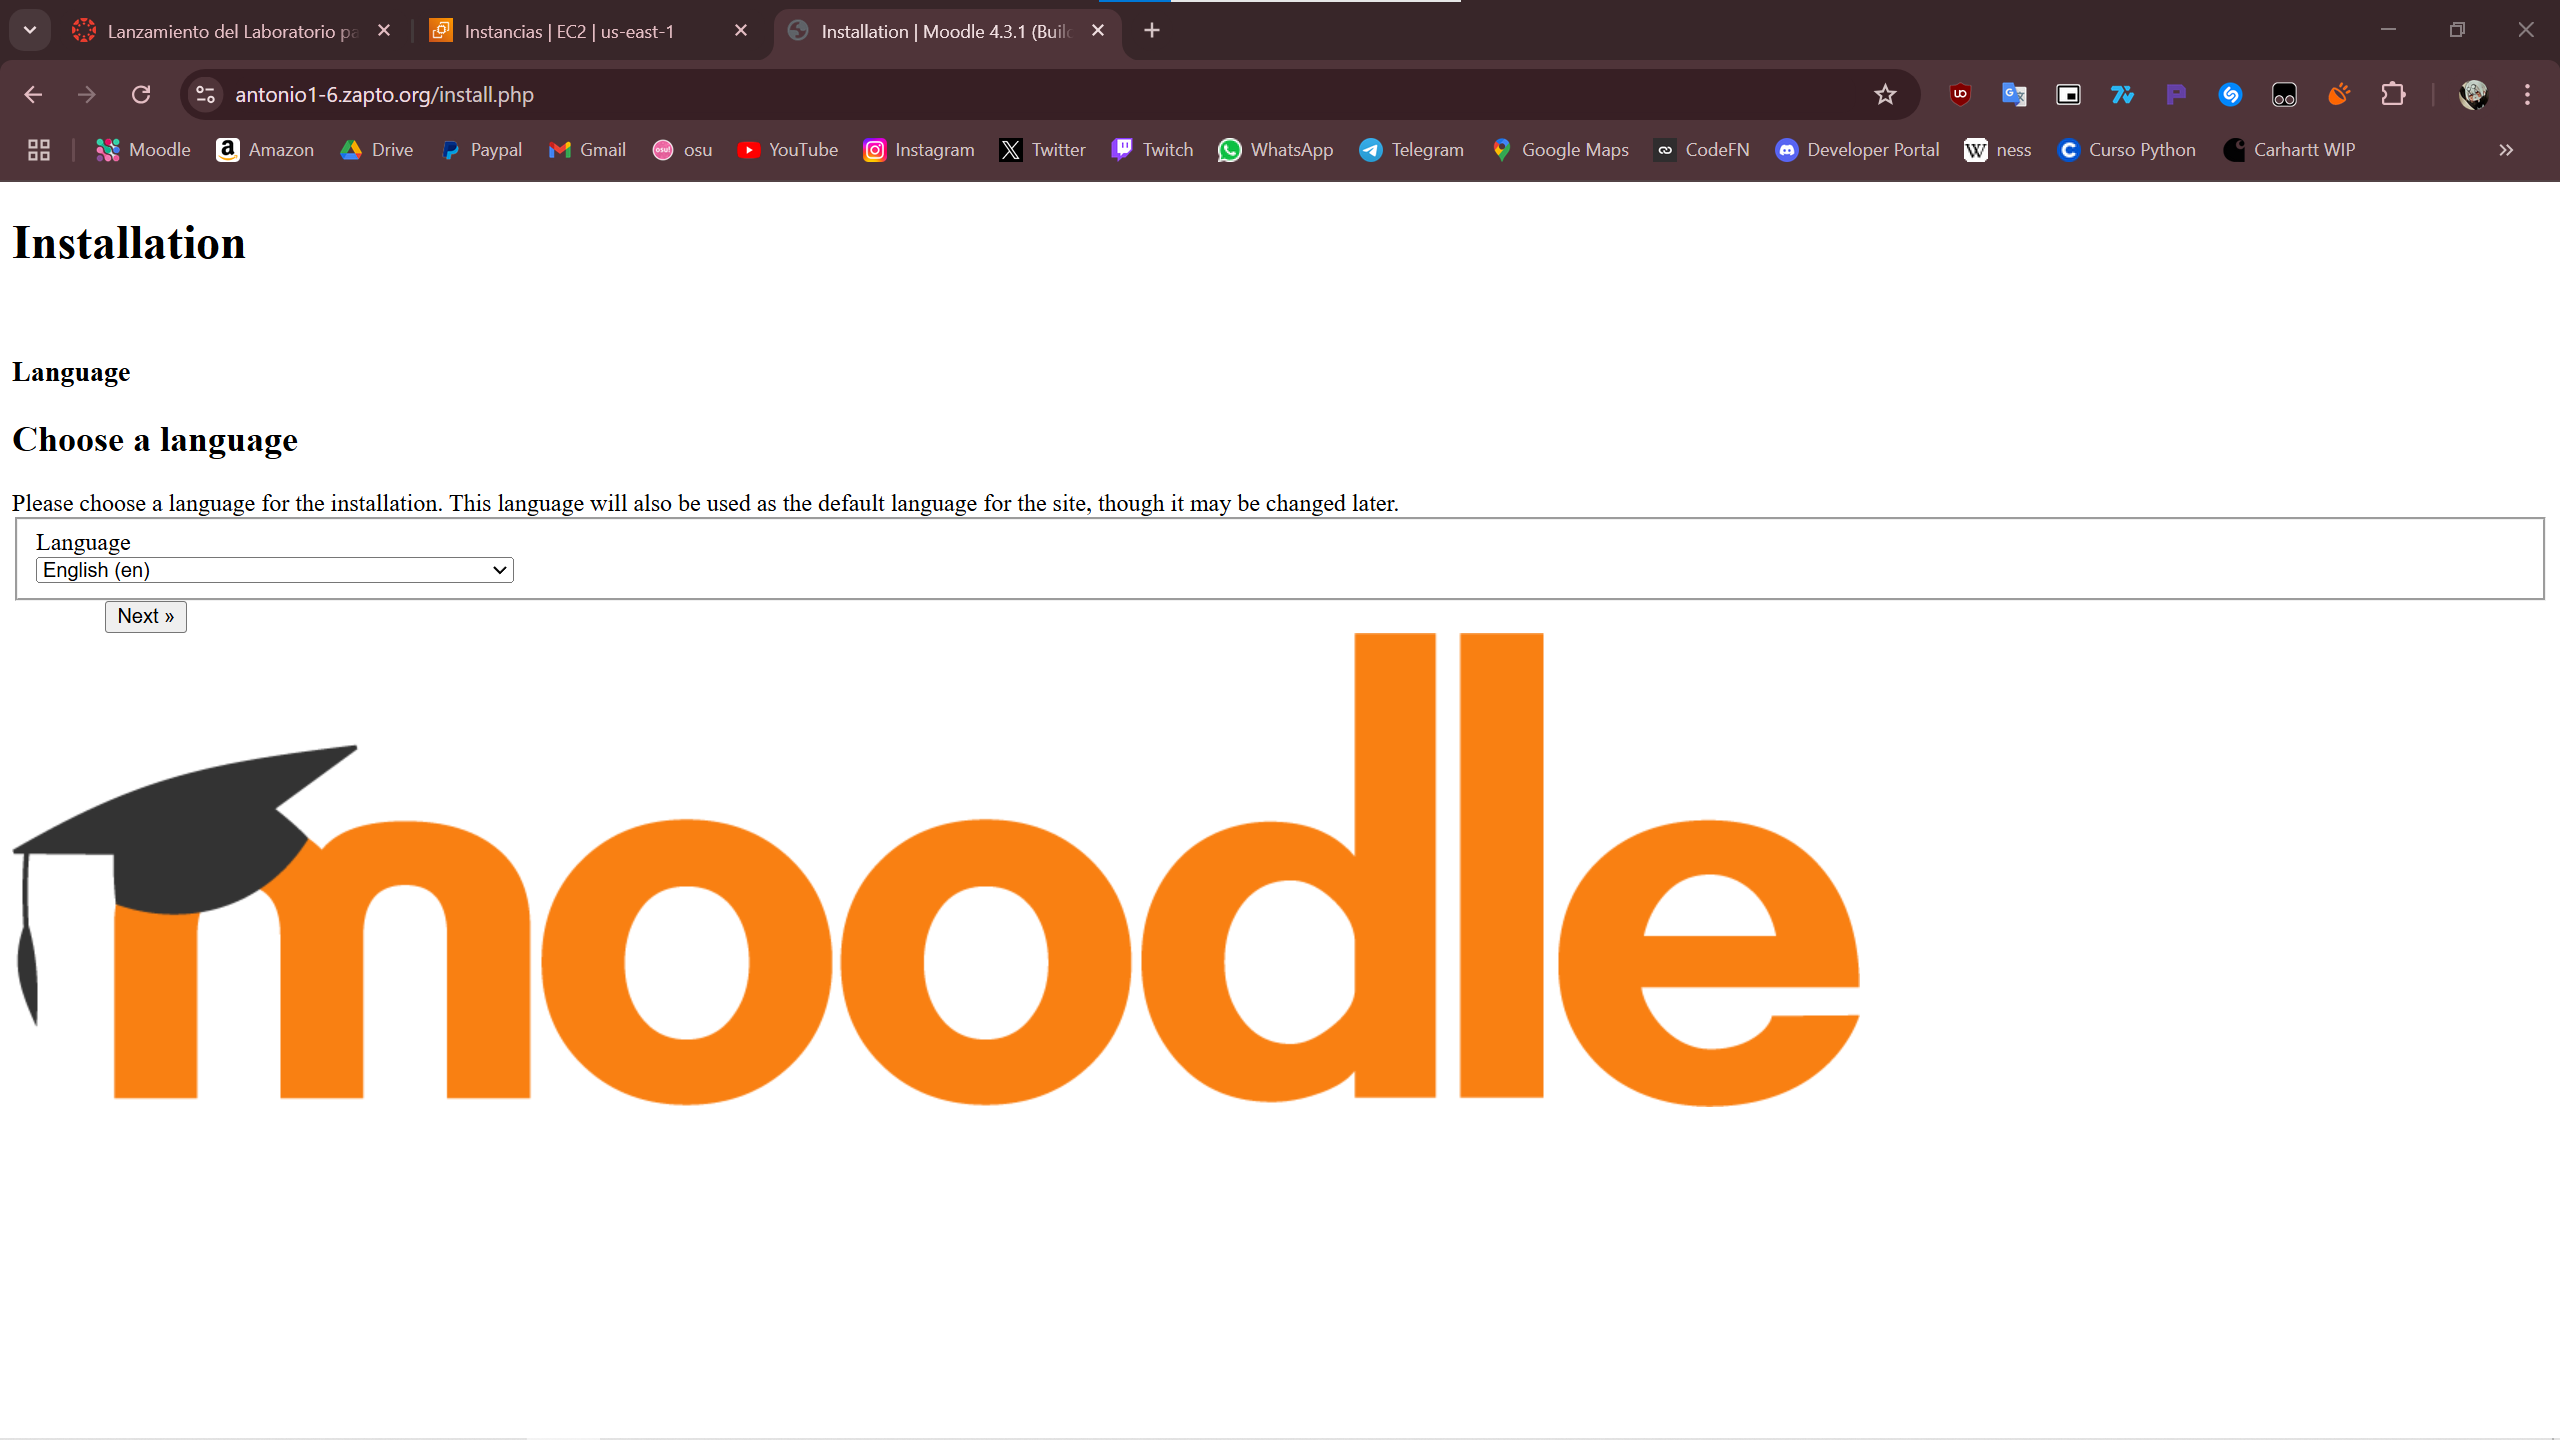 Lanzamiento del Laboratorio pa
Instancias | EC2 | us-east-1
Installation | Moodle 4.3.1 (Build
antonio1-6.zapto.org/install.php
Moodle Amazon Drive Paypal Gmail osu YouTube Instagram Twitter Twitch WhatsApp Telegram Google Maps CodeFN Developer Portal ness Curso Python Carhartt WIP
Installation
Language
Choose a language
Please choose a language for the installation. This language will also be used as the default language for the site, though it may be changed later.
Language
English (en)
Next »
moodle